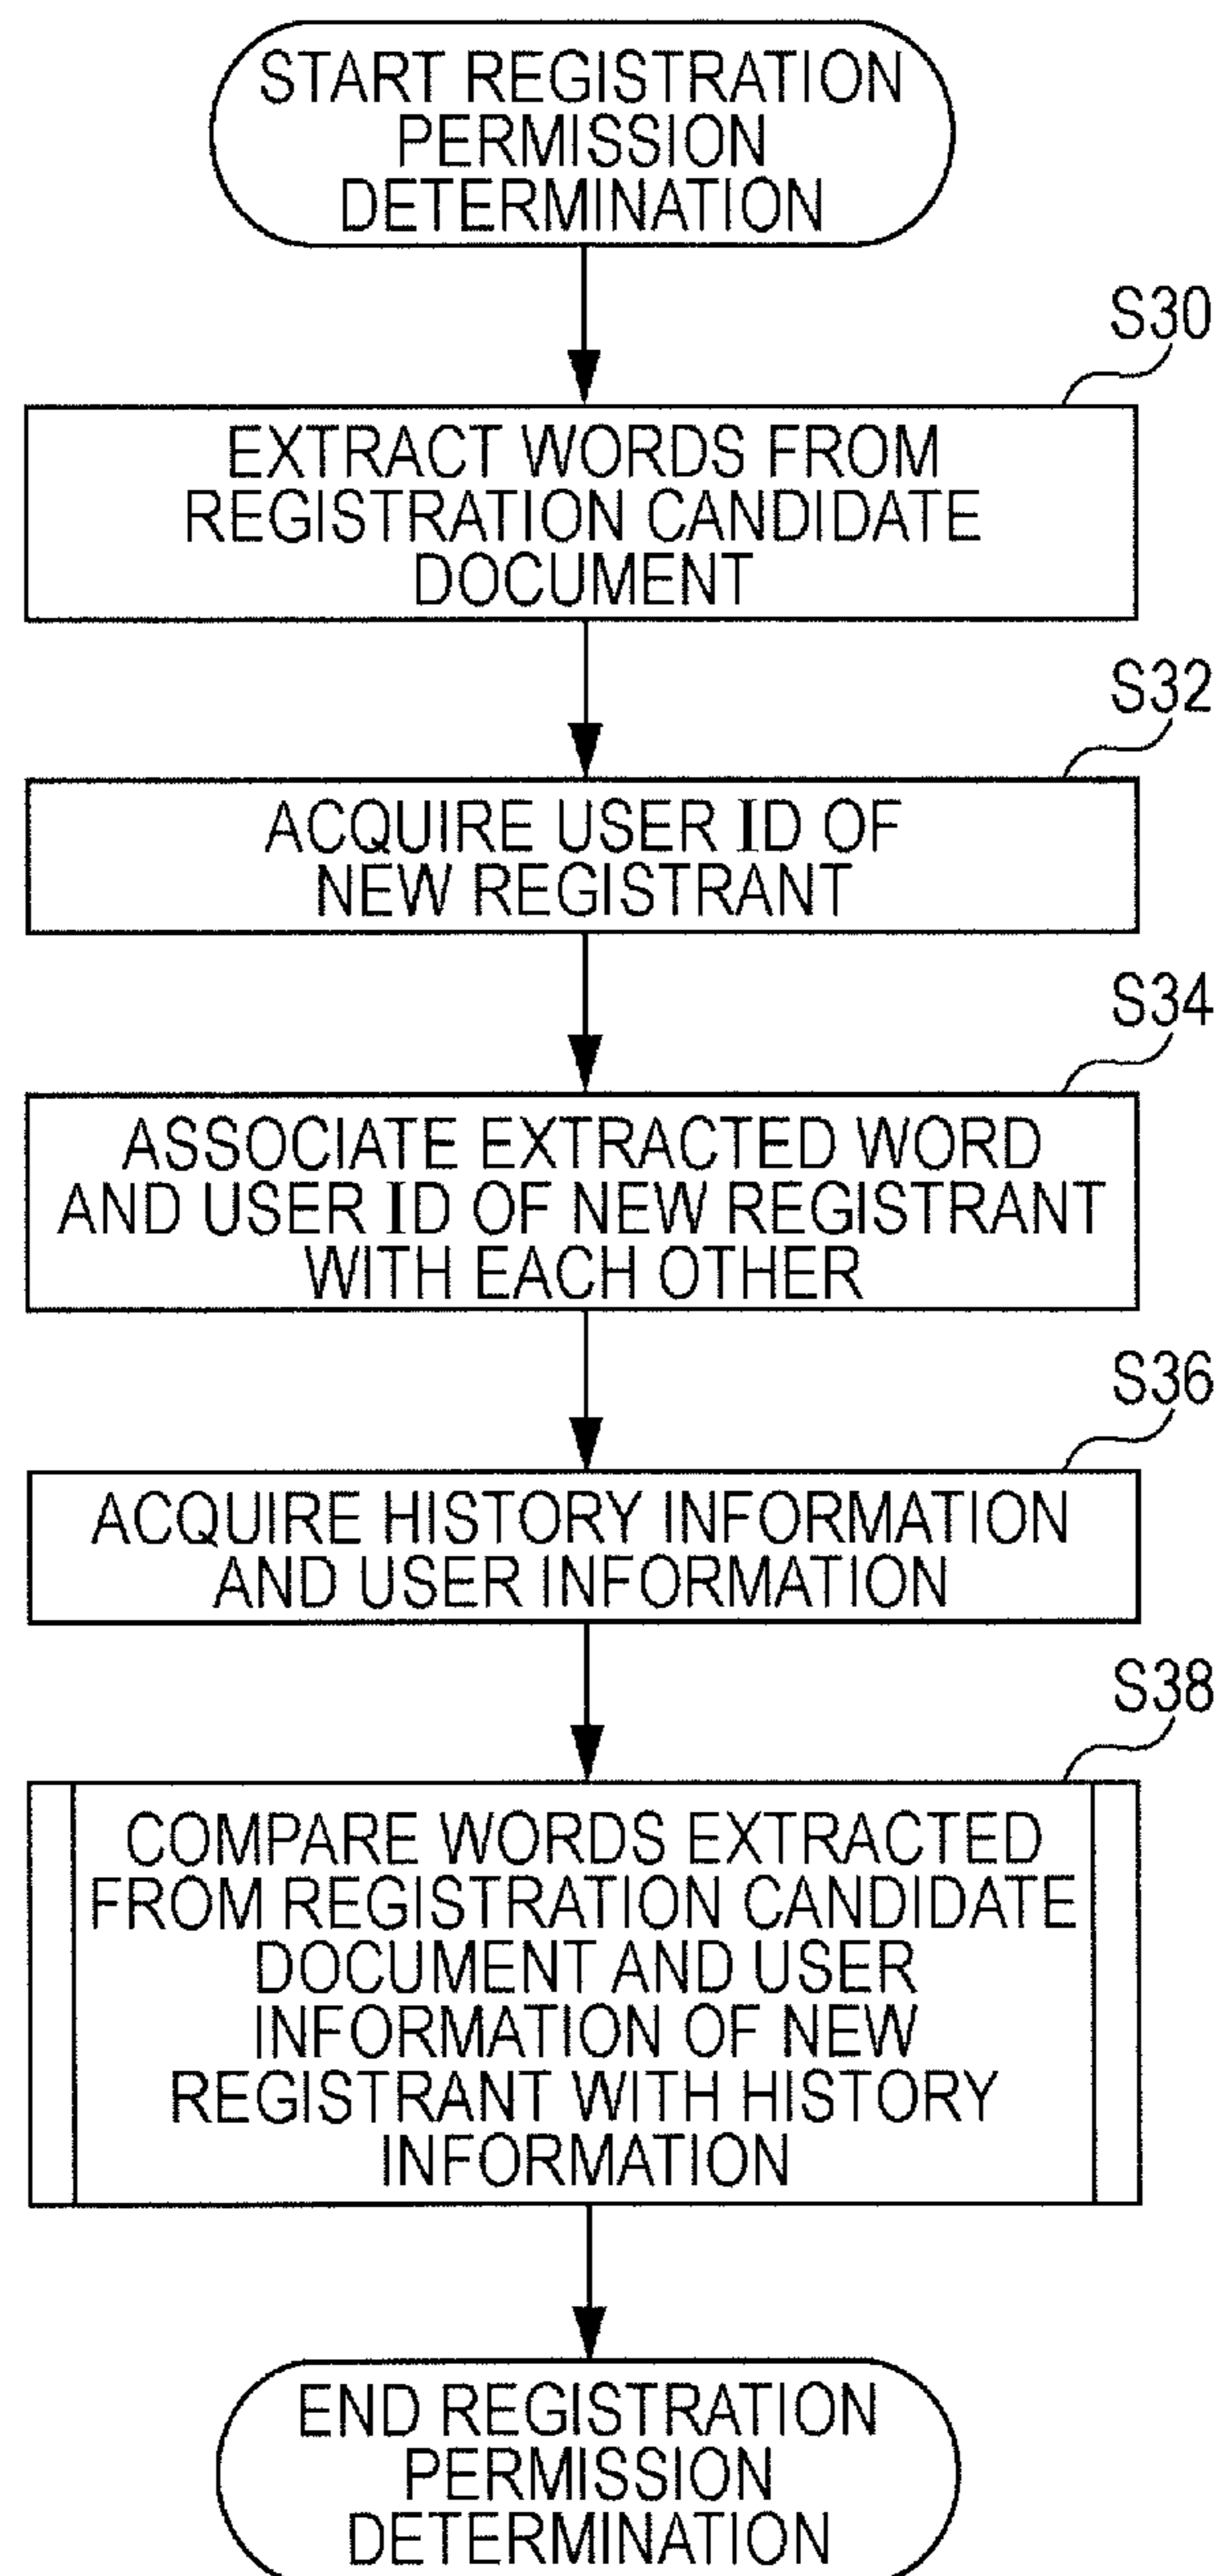 START REGISTRATION
PERMISSION
DETERMINATION
S30
EXTRACT WORDS FROM
REGISTRATION CANDIDATE
DOCUMENT
S32
ACQUIRE USER ID OF
NEW REGISTRANT
S34
ASSOCIATE EXTRACTED WORD
AND USER ID OF NEW REGISTRANT
WITH EACH OTHER
S36
ACQUIRE HISTORY INFORMATION
AND USER INFORMATION
S38
COMPARE WORDS EXTRACTED
FROM REGISTRATION CANDIDATE
DOCUMENT AND USER
INFORMATION OF NEW
REGISTRANT WITH HISTORY
INFORMATION
END REGISTRATION
PERMISSION
DETERMINATION